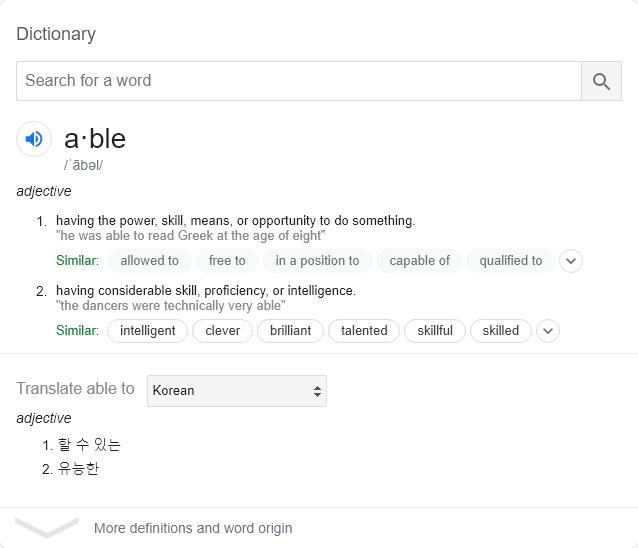 Dictionary
Search for a word
a·ble
/ˈābəl/
adjective
1. having the power, skill, means, or opportunity to do something.
"he was able to read Greek at the age of eight"
Similar: allowed to free to in a position to capable of qualified to
2. having considerable skill, proficiency, or intelligence.
"the dancers were technically very able"
Similar: intelligent clever brilliant talented skillful skilled
Translate able to Korean
adjective
1. 할 수 있는
2. 유능한
More definitions and word origin